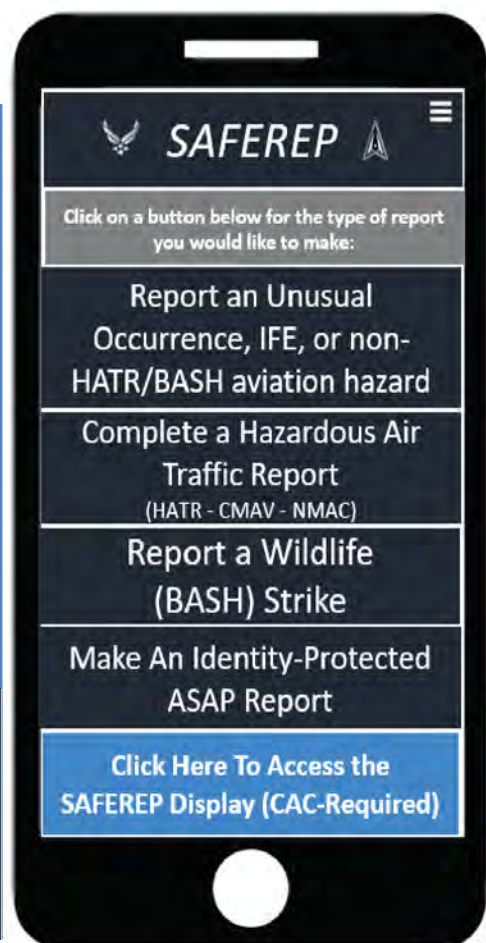 SAFEREP
Click on a button below for the type of report
you would like to make:
Report an Unusual
Occurrence, IFE, or non-
HATR/BASH aviation hazard
Complete a Hazardous Air
Traffic Report
(HATR - CMAV - NMAC)
Report a Wildlife
(BASH) Strike
Make An Identity-Protected
ASAP Report
Click Here To Access the
SAFEREP Display (CAC-Required)